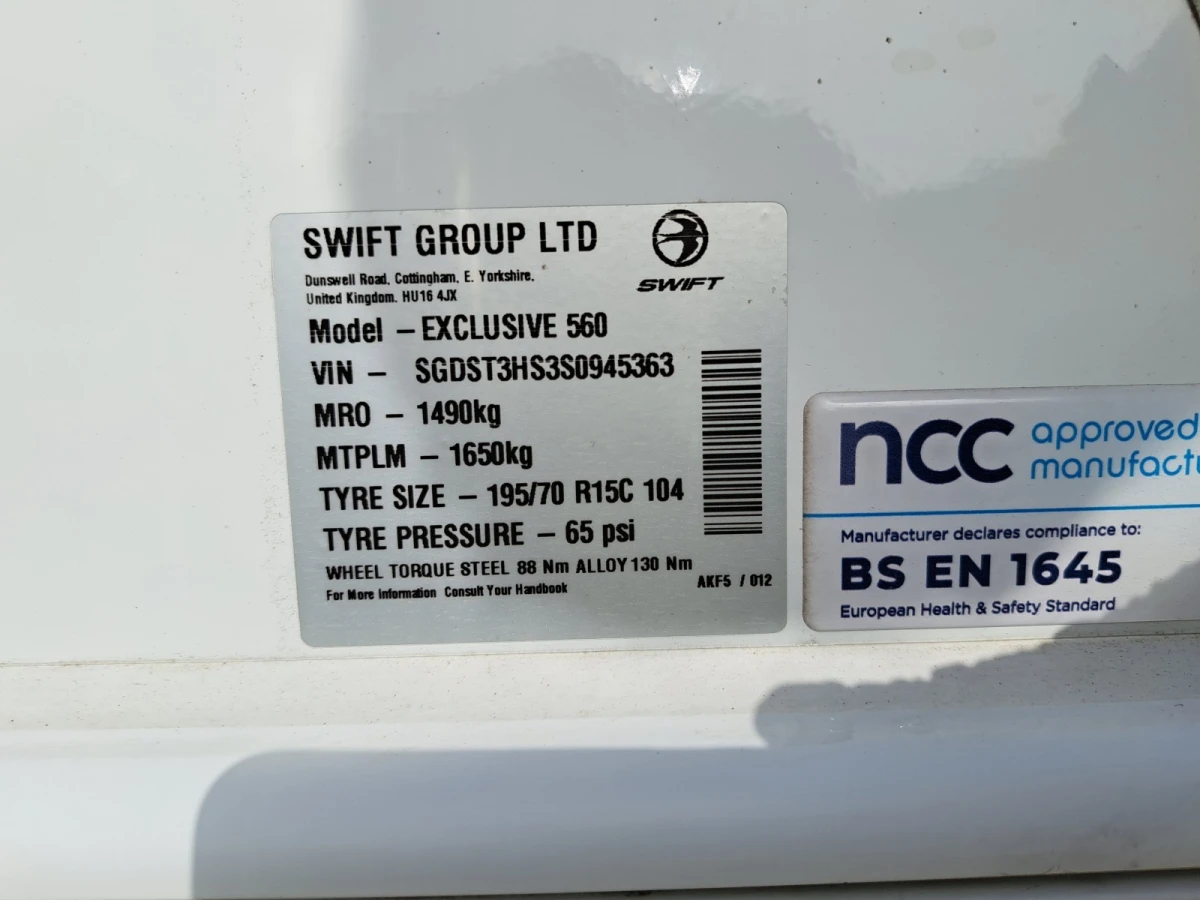 SWIFT GROUP LTD
SWIFT
Dunswell Road, Cottingham, E. Yorkshire,
United Kingdom. HU16 4JX
Model – EXCLUSIVE 560
VIN – SGDST3HS3S0945363
MRO – 1490kg
MTPLM – 1650kg
TYRE SIZE – 195/70 R15C 104
TYRE PRESSURE – 65 psi
WHEEL TORQUE STEEL 88 Nm ALLOY 130 Nm
For More Information Consult Your Handbook
AKF5 / 012
ncc
approved
manufactu
Manufacturer declares compliance to:
BS EN 1645
European Health & Safety Standard